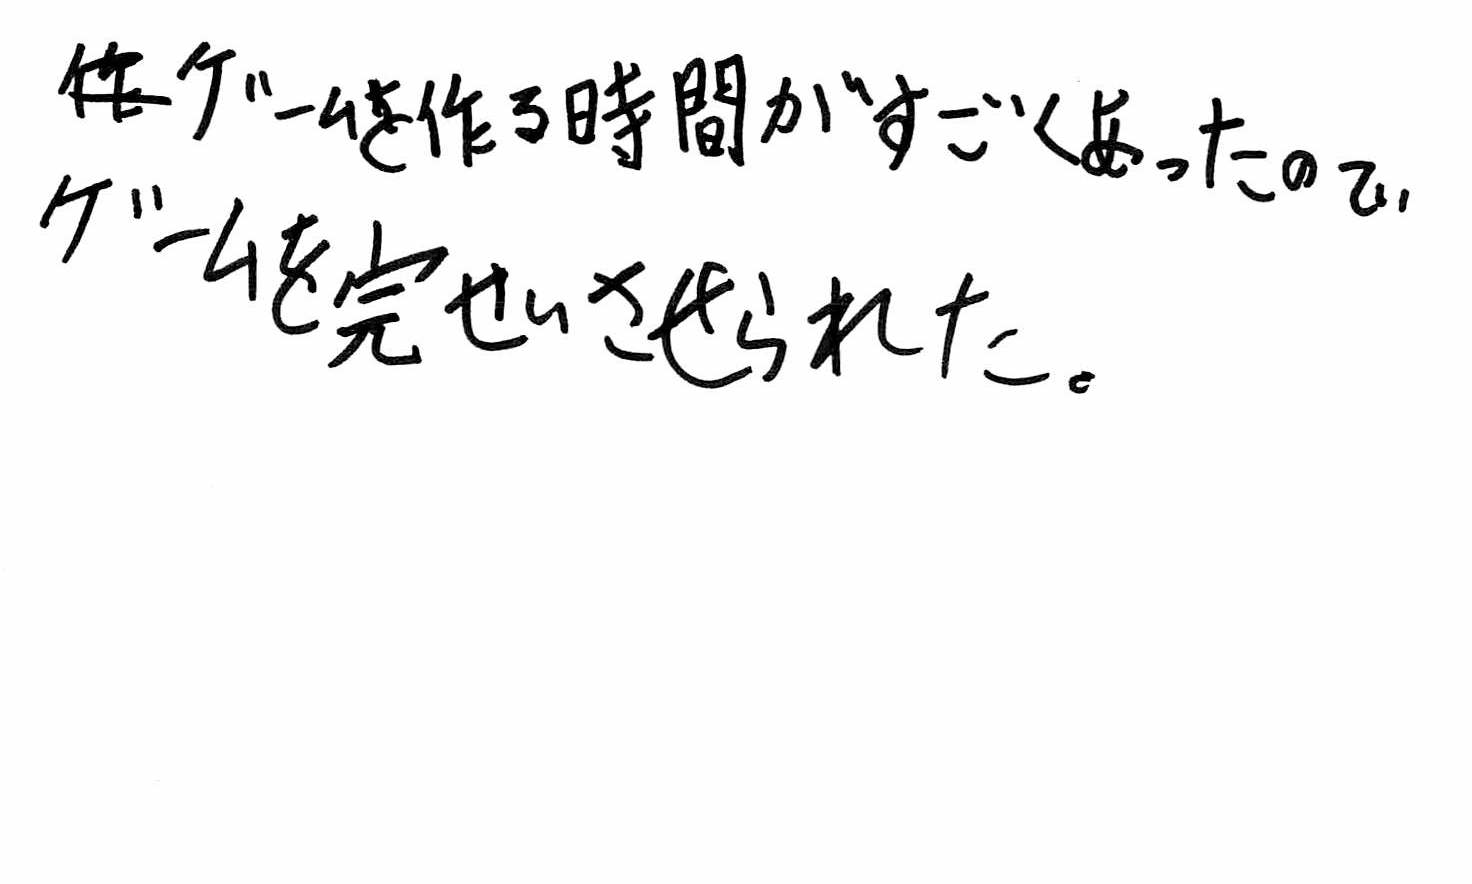 ゲームを作る時間がすごくあったので
ゲームを完せいさせられた。